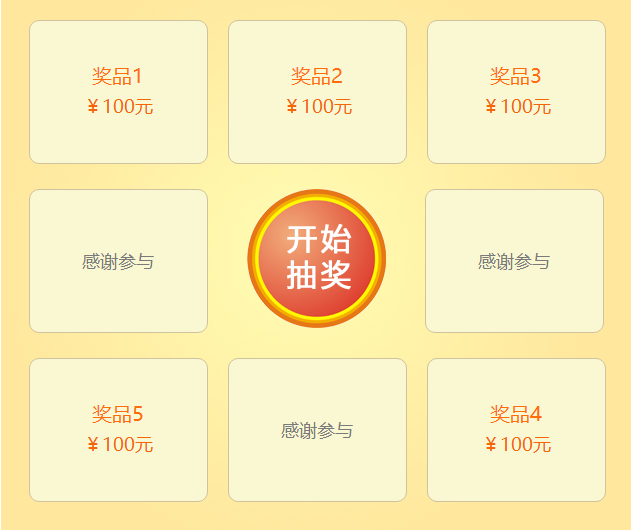 奖品1
￥100元
奖品2
￥100元
奖品3
￥100元
感谢参与
开始
抽奖
感谢参与
奖品5
￥100元
感谢参与
奖品4
￥100元